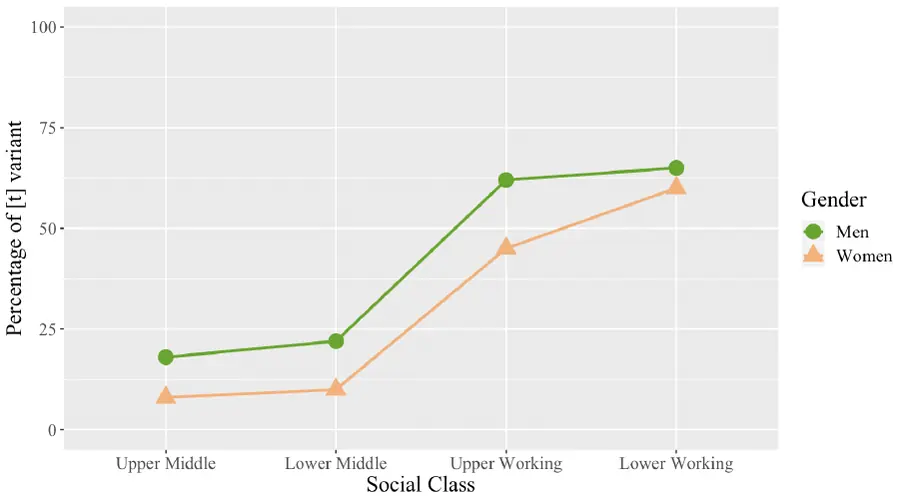 100
75
50
25
0
Percentage of [t] variant
Upper Middle
Lower Middle
Upper Working
Lower Working
Social Class
Gender
Men
Women